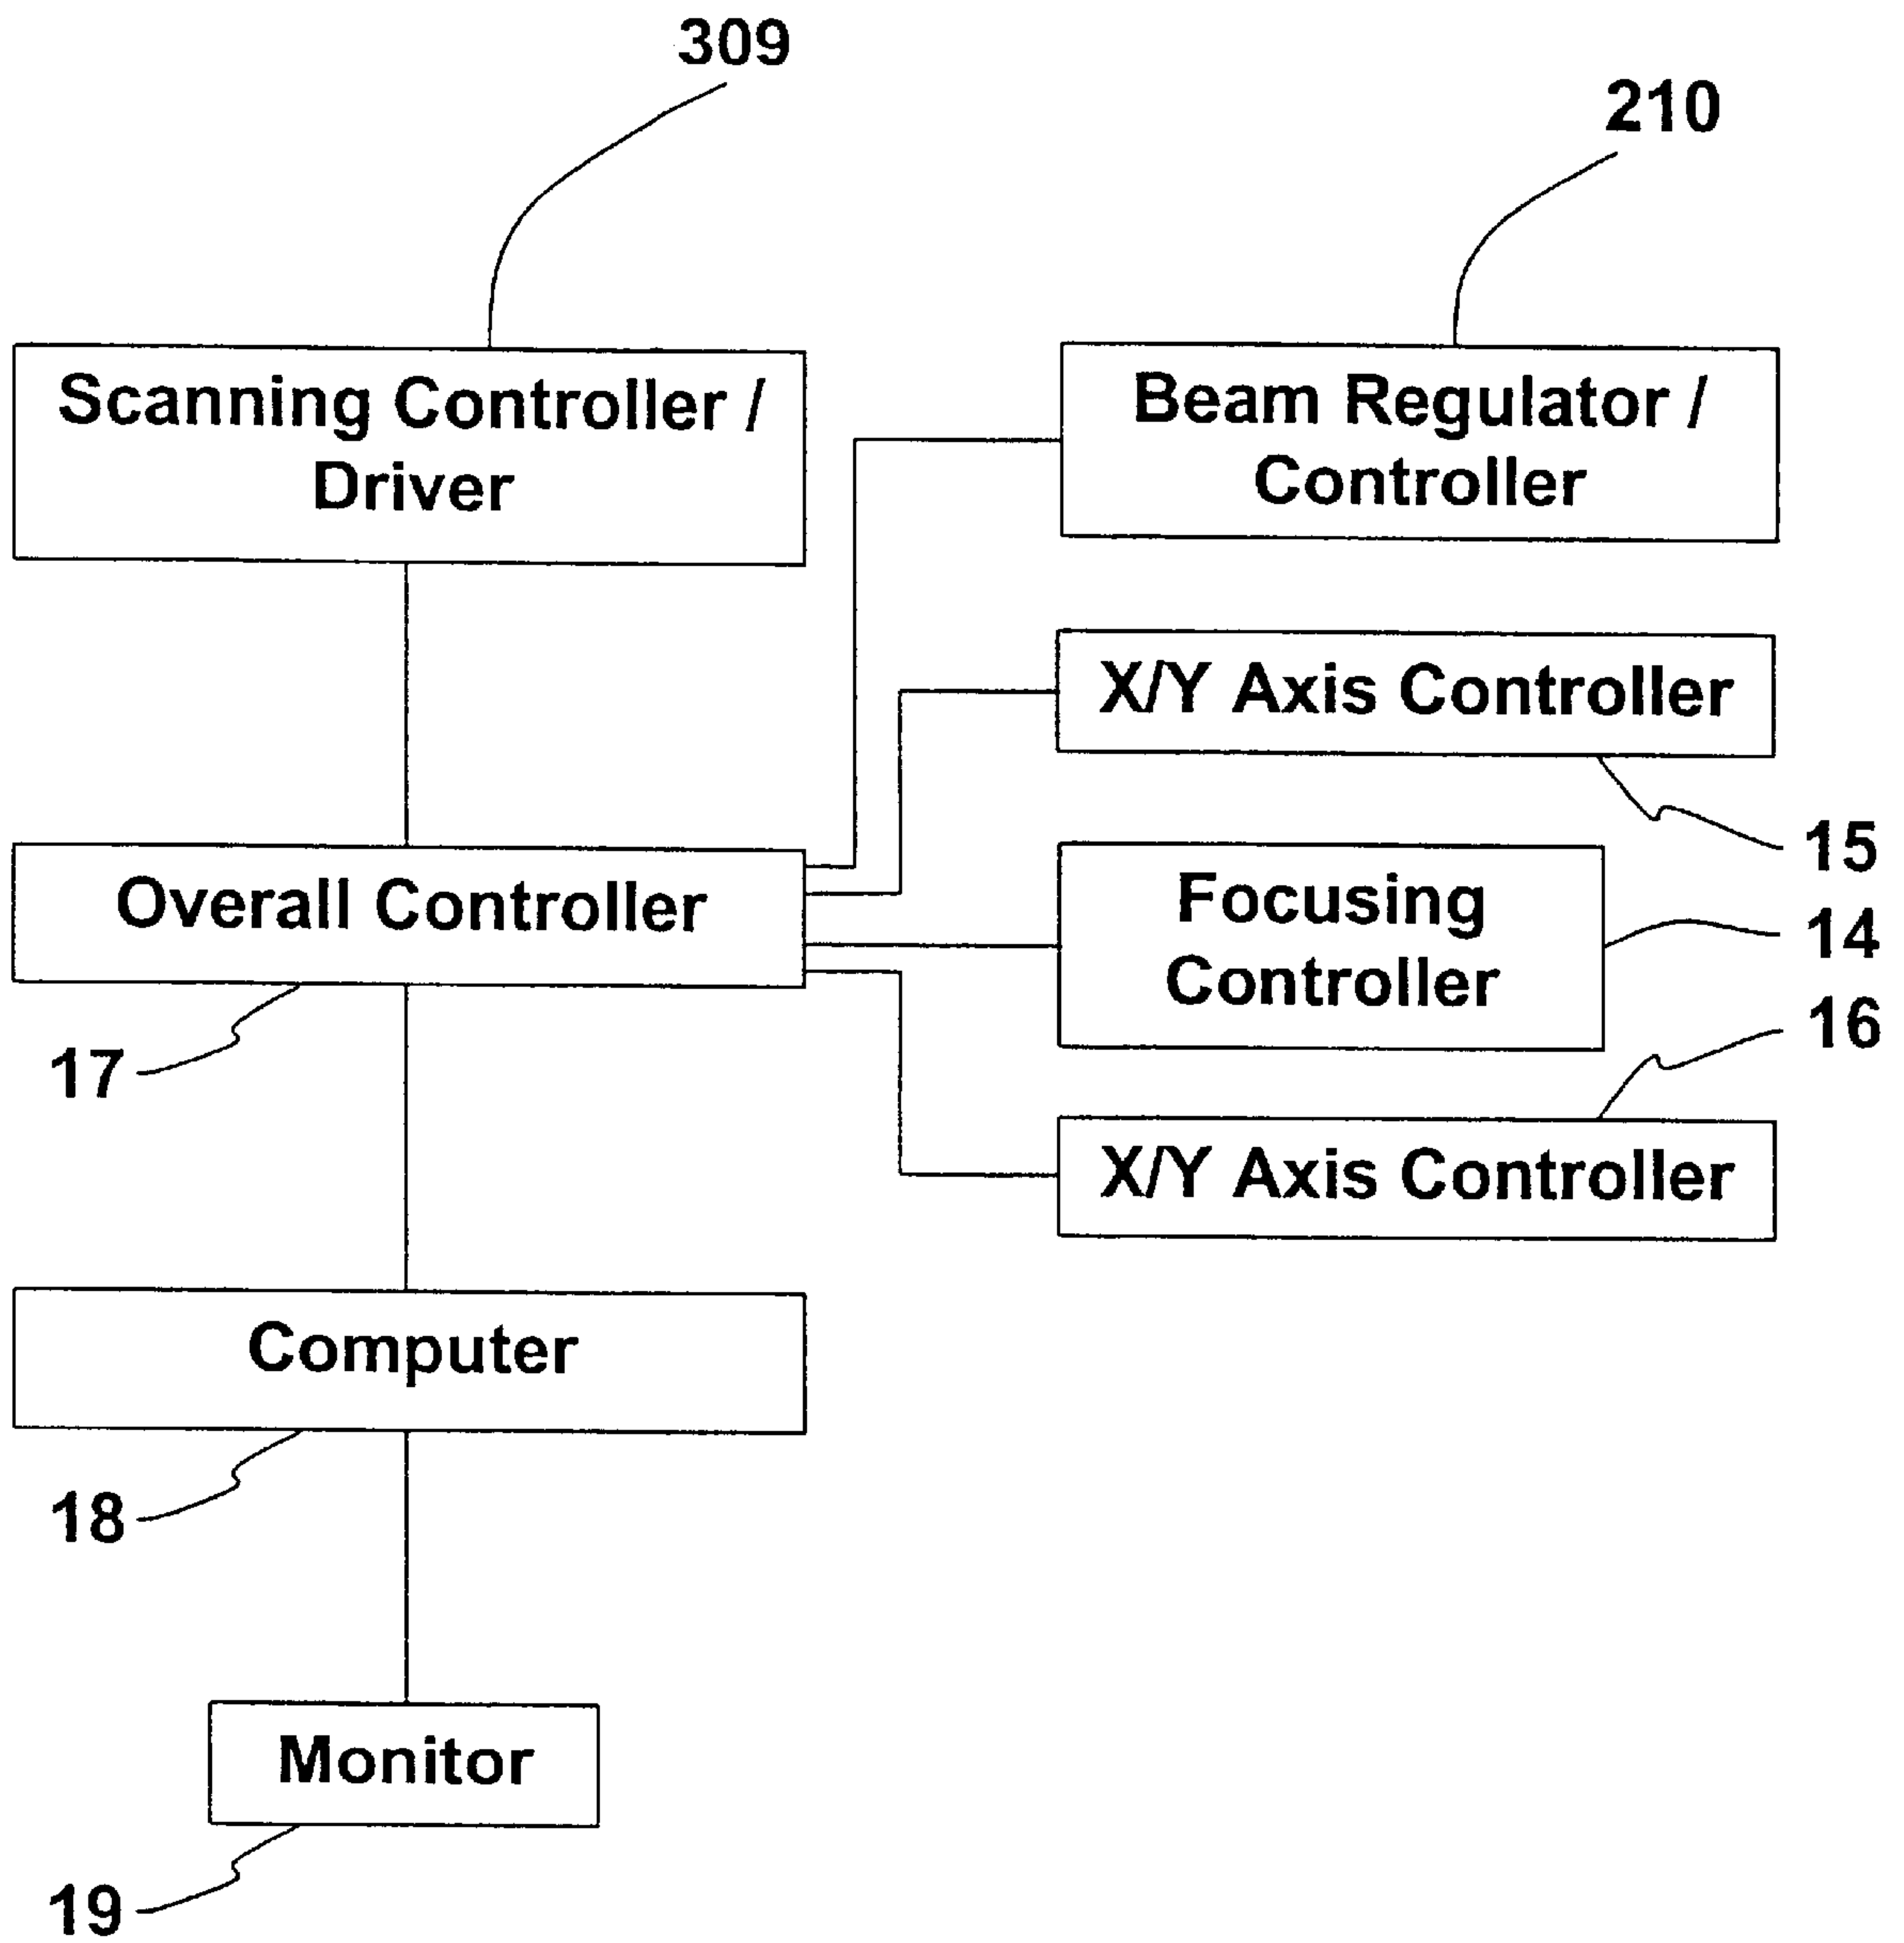 309
210
Scanning Controller /
Driver
Beam Regulator /
Controller
X/Y Axis Controller
15
Overall Controller
Focusing
Controller
14
17
16
X/Y Axis Controller
Computer
18
Monitor
19